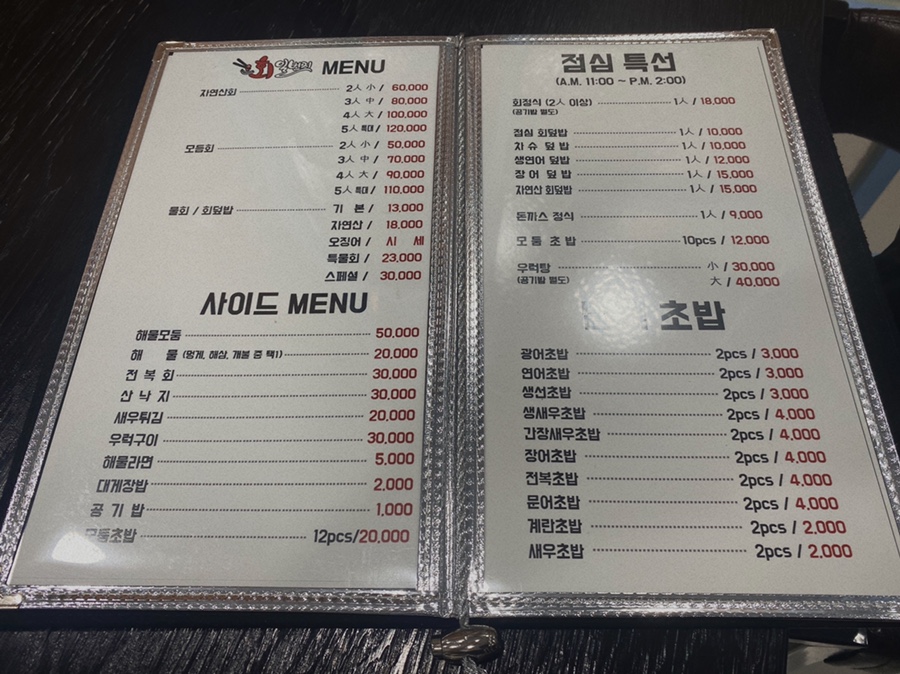 회 MENU
자연산회 2人 小 / 60,000
3人 中 / 80,000
4人 大 / 100,000
5人 특대 / 120,000
모듬회 2人 小 / 50,000
3人 中 / 70,000
4人 大 / 90,000
5人 특대 / 110,000
물회 / 회덮밥 기 본 / 13,000
자연산 / 18,000
오징어 / 시 세
특물회 / 23,000
스페셜 / 30,000
사이드 MENU
해물모둠 50,000
해 물 (멍게, 해삼, 개불 중 택1) 20,000
전 복 회 30,000
산 낙 지 30,000
새우튀김 20,000
우럭구이 30,000
해물라면 5,000
대게장밥 2,000
공 기 밥 1,000
모둠초밥 12pcs/20,000
점심 특선
(A.M. 11:00 ~ P.M. 2:00)
회정식 (2人 이상) 1人 / 18,000
(공기밥 별도)
점심 회덮밥 1人 / 10,000
차 슈 덮 밥 1人 / 10,000
생연어 덮밥 1人 / 12,000
장 어 덮 밥 1人 / 15,000
자연산 회덮밥 1人 / 15,000
돈까스 정식 1人 / 9,000
모 둠 초 밥 10pcs / 12,000
우럭탕 小 / 30,000
(공기밥 별도) 大 / 40,000
초밥
광어초밥 2pcs / 3,000
연어초밥 2pcs / 3,000
생선초밥 2pcs / 3,000
생새우초밥 2pcs / 4,000
간장새우초밥 2pcs / 4,000
장어초밥 2pcs / 4,000
전복초밥 2pcs / 4,000
문어초밥 2pcs / 4,000
계란초밥 2pcs / 2,000
새우초밥 2pcs / 2,000